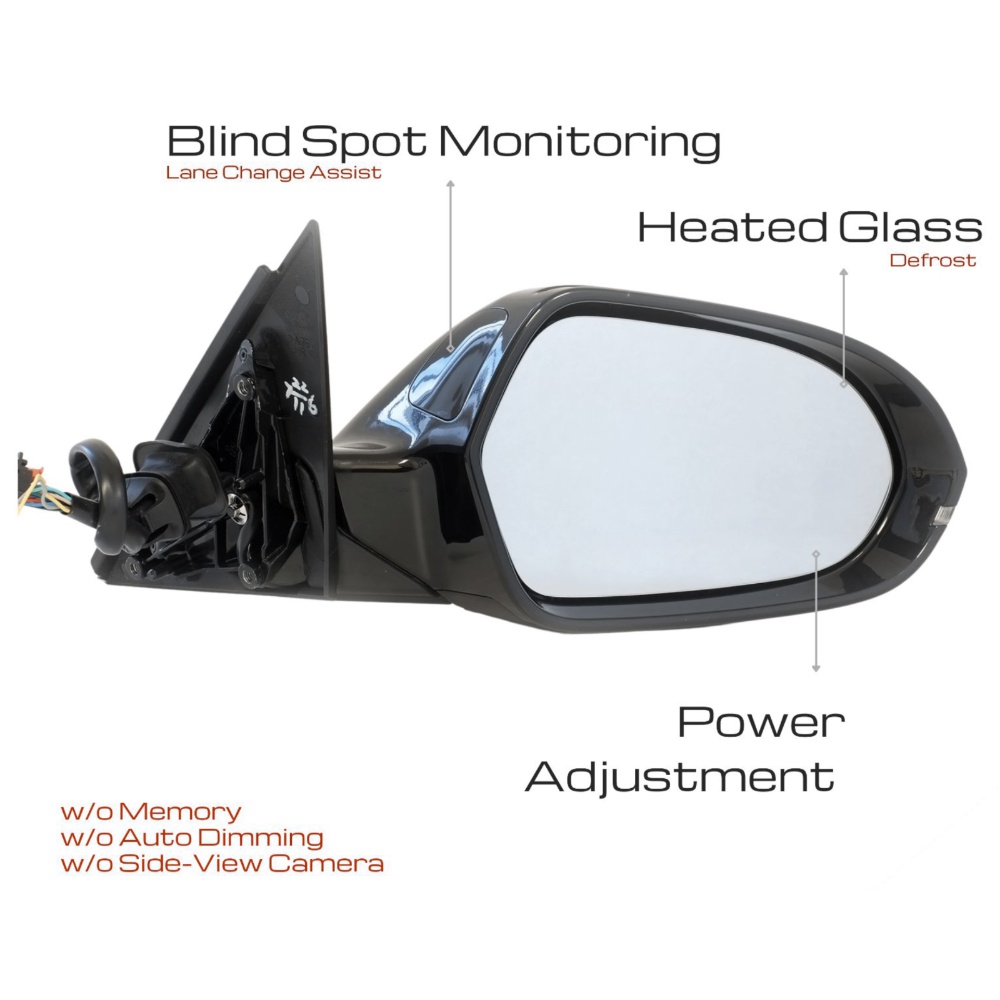 Blind Spot Monitoring
Lane Change Assist
Heated Glass
Defrost
Power
Adjustment
w/o Memory
w/o Auto Dimming
w/o Side-View Camera